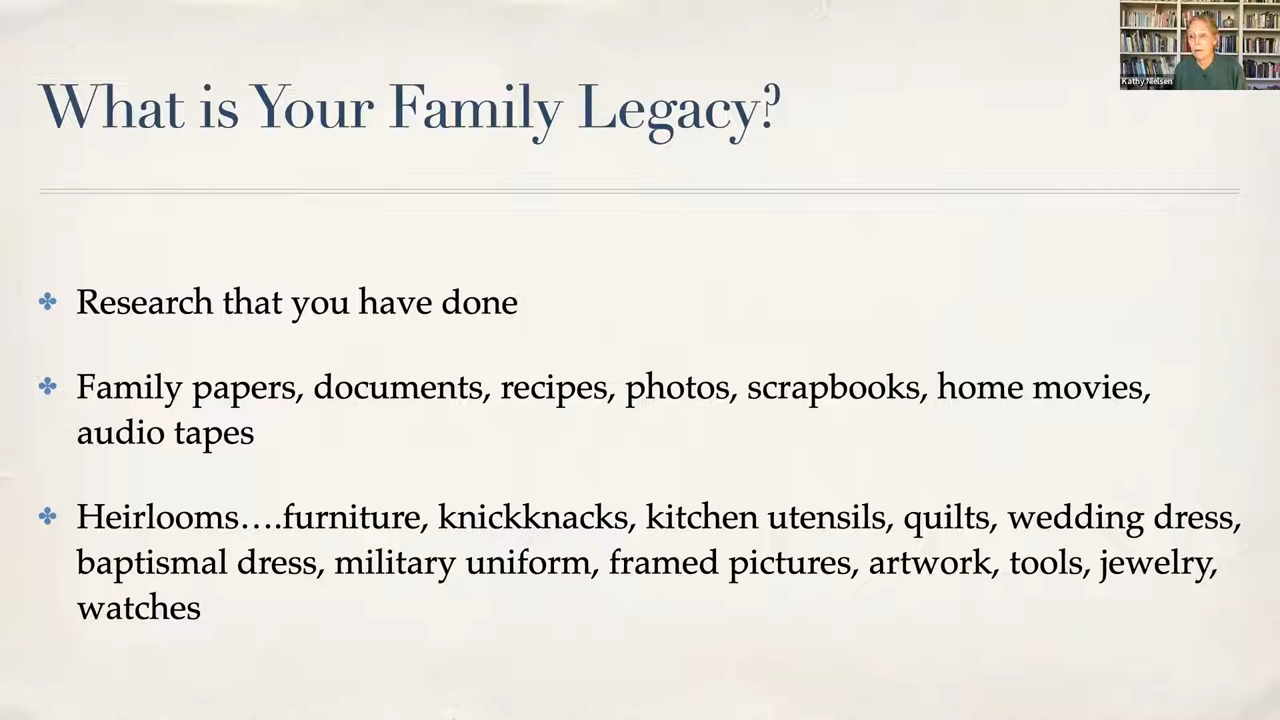 Kathy Nielsen
What is Your Family Legacy?
Research that you have done
Family papers, documents, recipes, photos, scrapbooks, home movies,
audio tapes
Heirlooms….furniture, knickknacks, kitchen utensils, quilts, wedding dress,
baptismal dress, military uniform, framed pictures, artwork, tools, jewelry,
watches